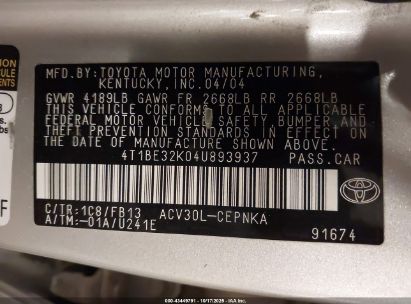 MFD.BY:TOYOTA MOTOR MANUFACTURING,
KENTUCKY, INC. 04/04
GVWR 4189LB GAWR FR 2668LB RR 2668LB
THIS VEHICLE CONFORMS TO ALL APPLICABLE
FEDERAL MOTOR VEHICLE SAFETY, BUMPER, AND
THEFT PREVENTION STANDARDS IN EFFECT ON
THE DATE OF MANUFACTURE SHOWN ABOVE.
4T1BE32K04U893937 PASS.CAR
C/TR:1C8/FB13 ACV30L-CEPNKA
A/TM:-01A/U241E
91674
TOYOTA